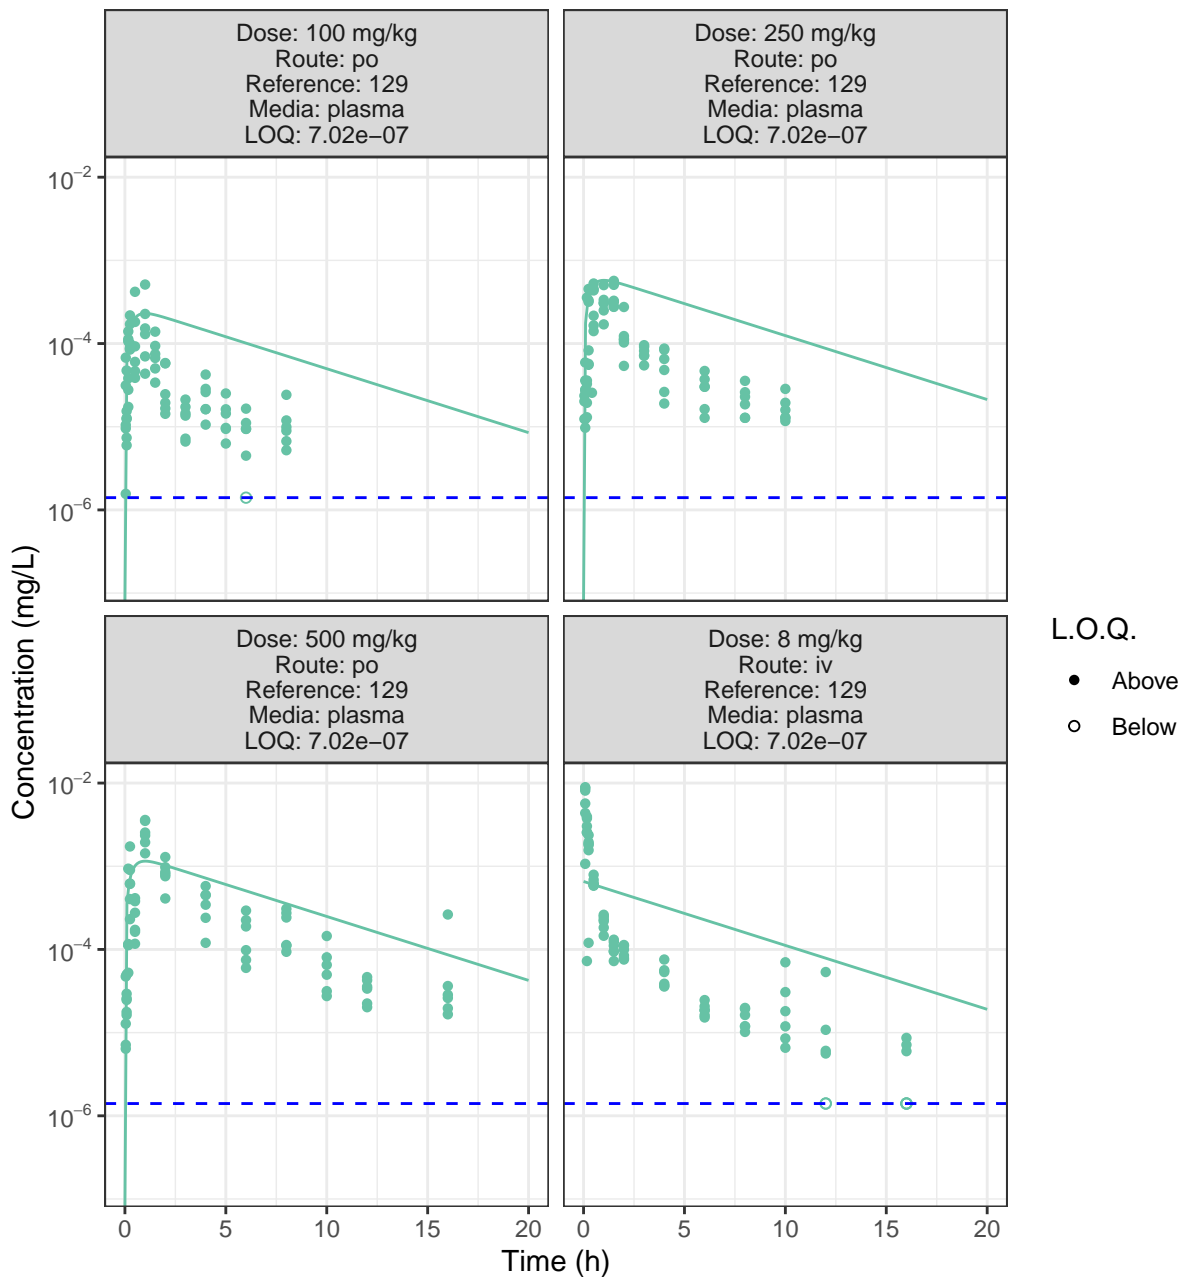 Dose: 100 mg/kg
Route: po
Reference: 129
Media: plasma
LOQ: 7.02e−07
Dose: 250 mg/kg
Route: po
Reference: 129
Media: plasma
LOQ: 7.02e−07
10⁻²
10⁻⁴
10⁻⁶
Concentration (mg/L)
Dose: 500 mg/kg
Route: po
Reference: 129
Media: plasma
LOQ: 7.02e−07
Dose: 8 mg/kg
Route: iv
Reference: 129
Media: plasma
LOQ: 7.02e−07
L.O.Q.
Above
Below
10⁻²
10⁻⁴
10⁻⁶
0 5 10 15 20 0 5 10 15 20
Time (h)